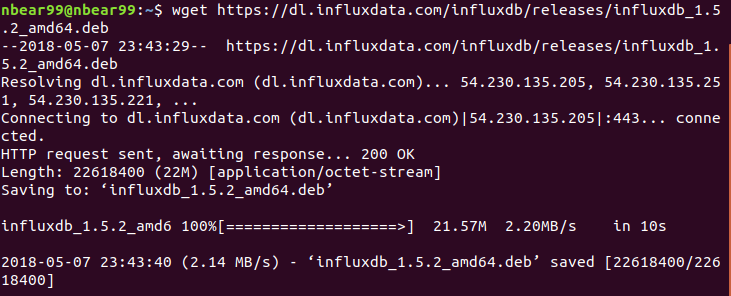 nbear99@nbear99:~$ wget https://dl.influxdata.com/influxdb/releases/influxdb_1.5
.2_amd64.deb
--2018-05-07 23:43:29--  https://dl.influxdata.com/influxdb/releases/influxdb_1.
5.2_amd64.deb
Resolving dl.influxdata.com (dl.influxdata.com)... 54.230.135.205, 54.230.135.25
1, 54.230.135.221, ...
Connecting to dl.influxdata.com (dl.influxdata.com)|54.230.135.205|:443... conne
cted.
HTTP request sent, awaiting response... 200 OK
Length: 22618400 (22M) [application/octet-stream]
Saving to: ‘influxdb_1.5.2_amd64.deb’

influxdb_1.5.2_amd6 100%[===================>]  21.57M  2.20MB/s    in 10s

2018-05-07 23:43:40 (2.14 MB/s) - ‘influxdb_1.5.2_amd64.deb’ saved [22618400/226
18400]